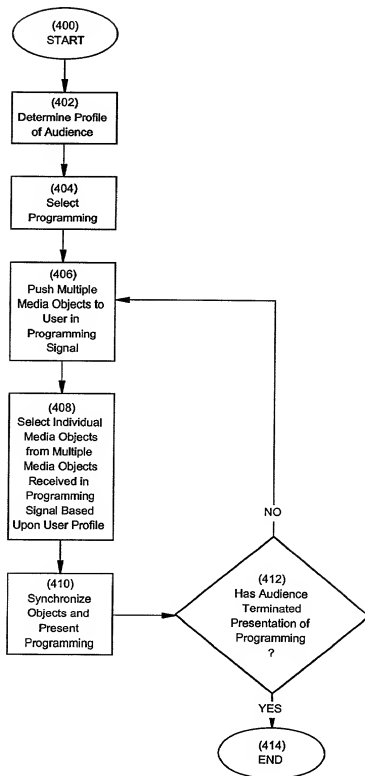 (400)
START
(402)
Determine Profile
of Audience
(404)
Select
Programming
(406)
Push Multiple
Media Objects to
User in
Programming
Signal
(408)
Select Individual
Media Objects
from Multiple
Media Objects
Received in
Programming
Signal Based
Upon User Profile
(410)
Synchronize
Objects and
Present
Programming
(412)
Has Audience
Terminated
Presentation of
Programming
?
NO
YES
(414)
END